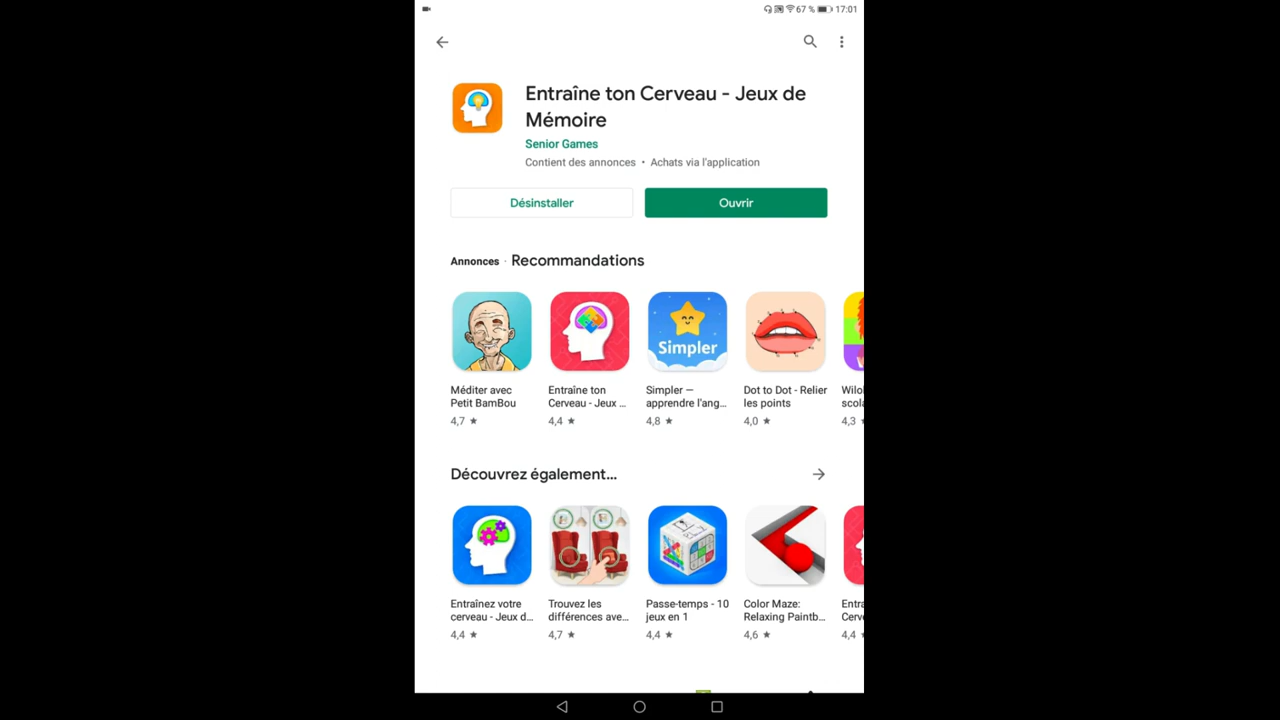 67 % 17:01
Entraîne ton Cerveau - Jeux de
Mémoire
Senior Games
Contient des annonces • Achats via l'application
Désinstaller
Ouvrir
Annonces · Recommandations
Simpler
Méditer avec
Petit BamBou
4,7 ★
Entraîne ton
Cerveau - Jeux ...
4,4 ★
Simpler —
apprendre l'ang...
4,8 ★
Dot to Dot - Relier
les points
4,0 ★
Wilo
scola
4,3
Découvrez également...
Entraînez votre
cerveau - Jeux d...
4,4 ★
Trouvez les
différences ave...
4,7 ★
Passe-temps - 10
jeux en 1
4,4 ★
Color Maze:
Relaxing Paintb...
4,6 ★
Entra
Cerv
4,4